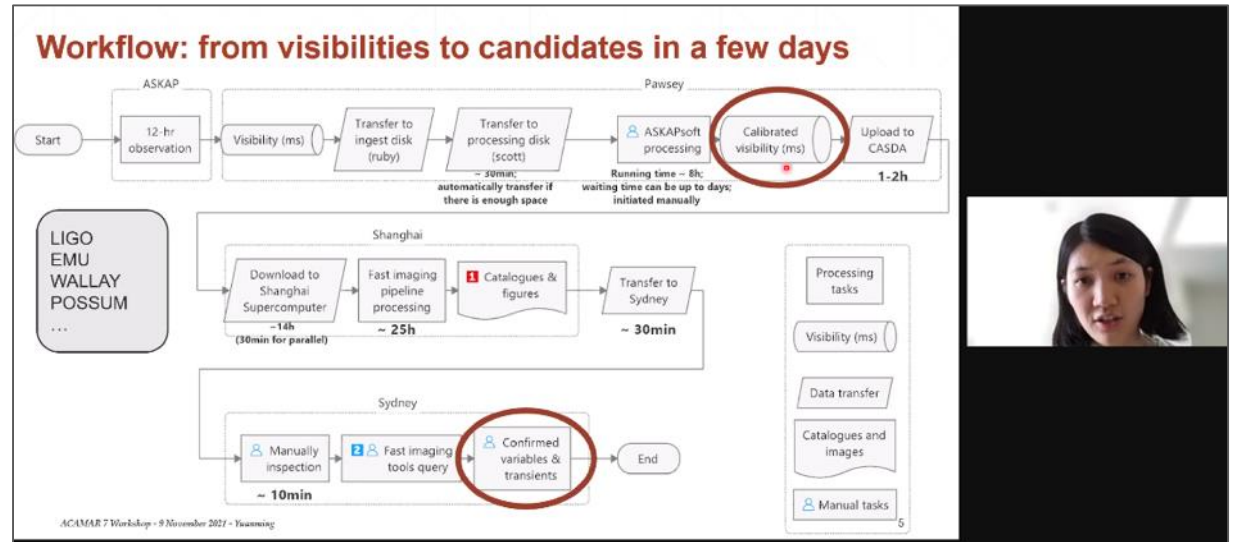 Workflow: from visibilities to candidates in a few days
ASKAP
Pawsey
Start
12-hr
observation
Visibility (ms)
Transfer to
ingest disk
(ruby)
Transfer to
processing disk
(scott)
~ 30min;
automatically transfer if
there is enough space
ASKAPsoft
processing
Running time ~ 8h;
waiting time can be up to days;
initiated manually
Calibrated
visibility (ms)
Upload to
CASDA
1-2h
LIGO
EMU
WALLAY
POSSUM
...
Shanghai
Download to
Shanghai
Supercomputer
~14h
(30min for parallel)
Fast imaging
pipeline
processing
~ 25h
1 Catalogues &
figures
Transfer to
Sydney
~ 30min
Sydney
Manually
inspection
~ 10min
2 Fast imaging
tools query
Confirmed
variables &
transients
End
Processing
tasks
Visibility (ms)
Data transfer
Catalogues and
images
Manual tasks
ACAMAR 7 Workshop - 9 November 2021 - Yuanming
5